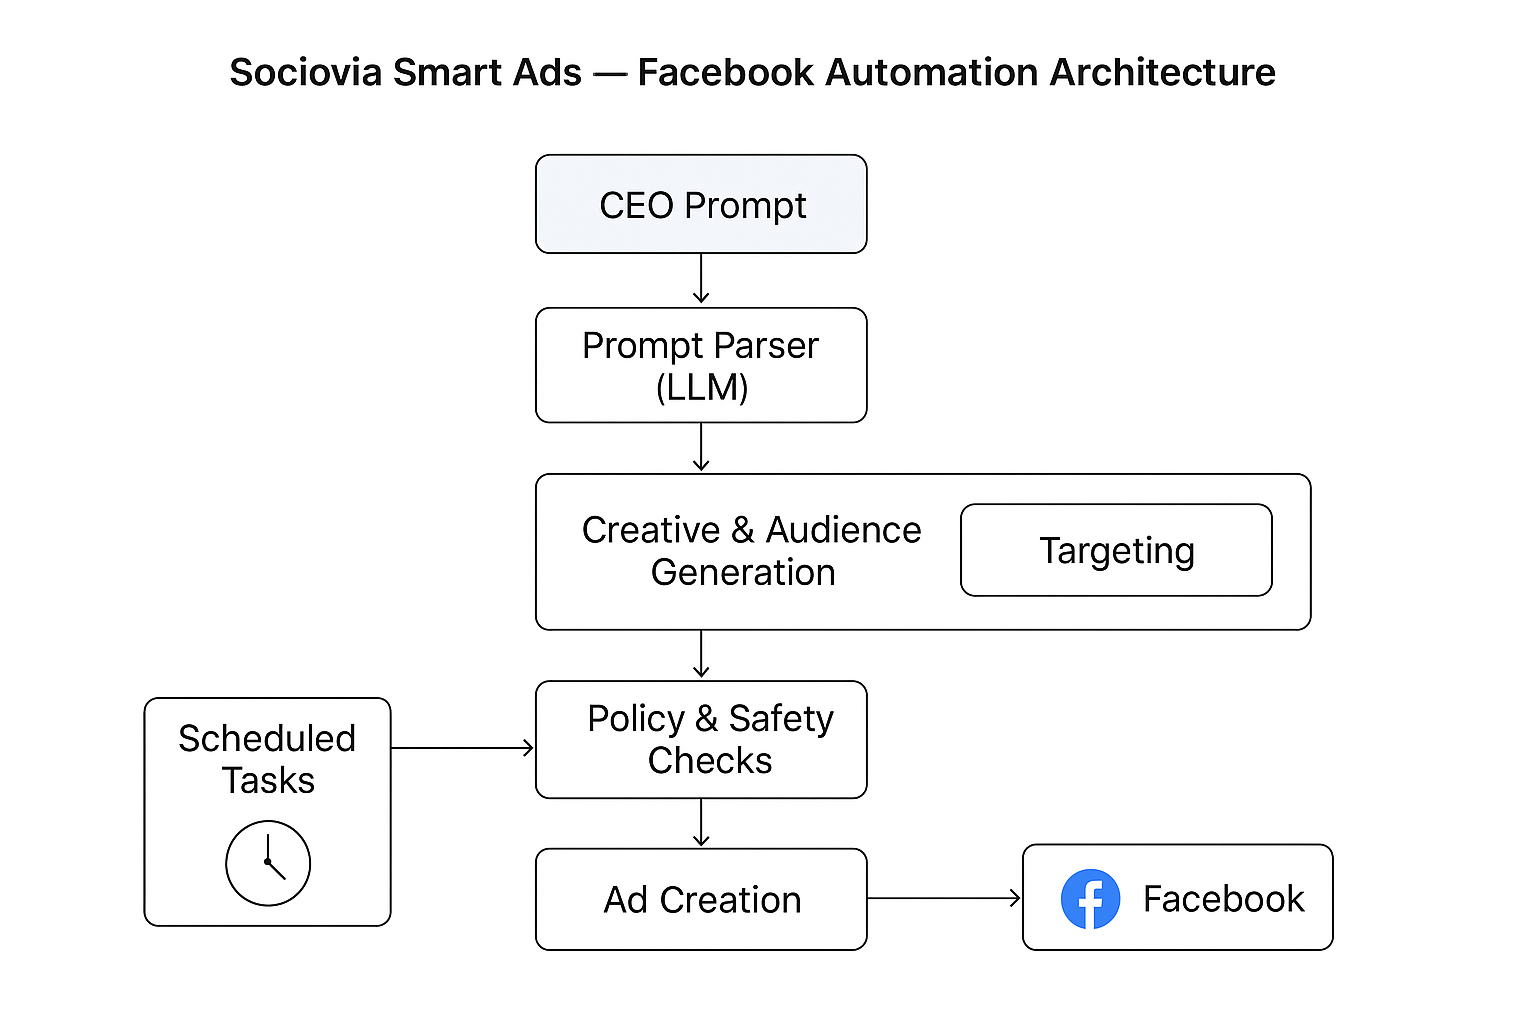 Sociovia Smart Ads — Facebook Automation Architecture
CEO Prompt
Prompt Parser
(LLM)
Creative & Audience
Generation
Targeting
Scheduled
Tasks
Policy & Safety
Checks
Ad Creation
Facebook